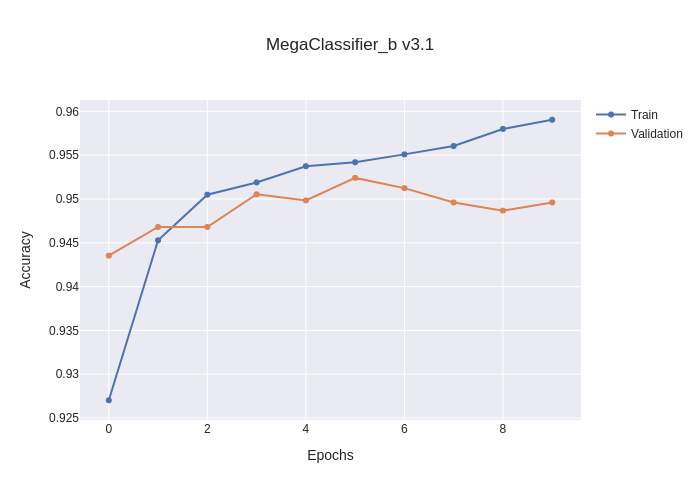 MegaClassifier_b v3.1
Train
Validation
0.96
0.955
0.95
0.945
0.94
0.935
0.93
0.925
Accuracy
0 2 4 6 8
Epochs